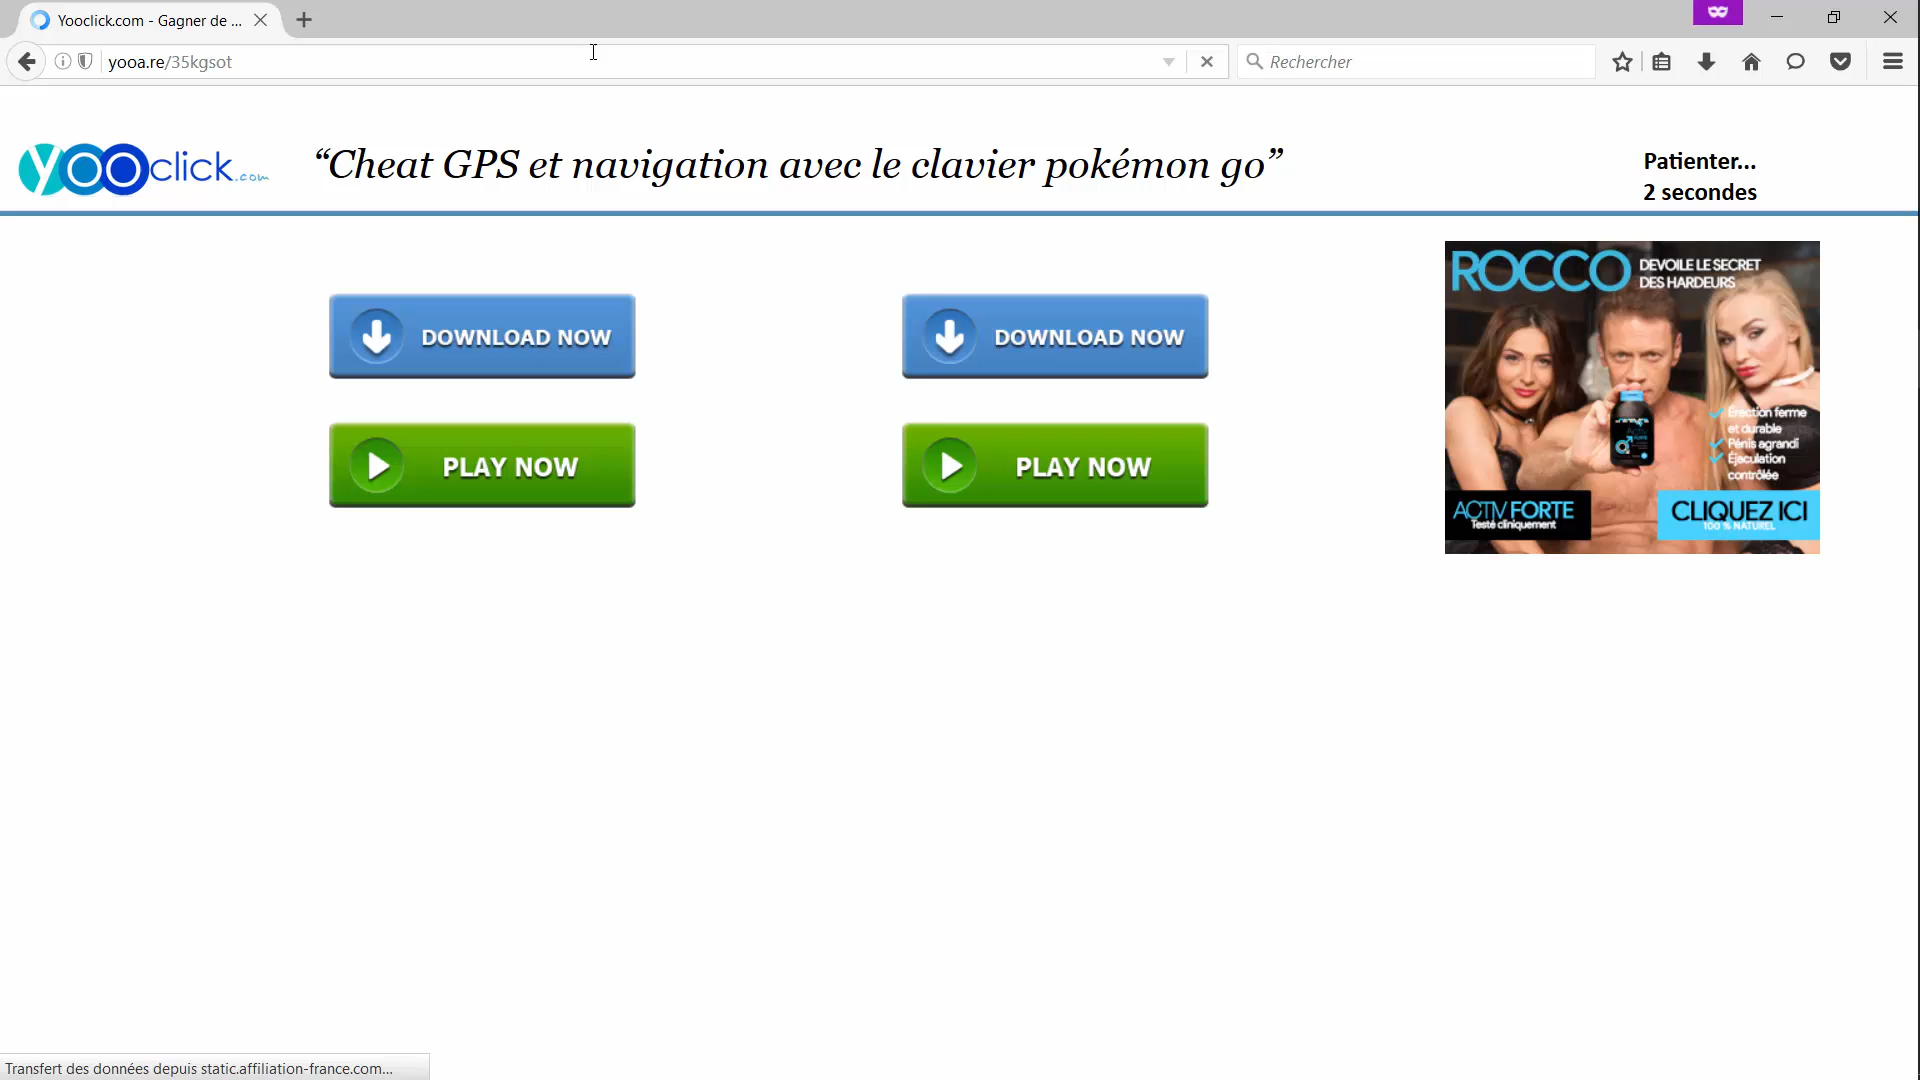 Yooclick.com - Gagner de ...
yooa.re/35kgsot
Rechercher
yooclick.com
“Cheat GPS et navigation avec le clavier pokémon go”
Patienter...
2 secondes
DOWNLOAD NOW
DOWNLOAD NOW
PLAY NOW
PLAY NOW
ROCCO
DEVOILE LE SECRET
DES HARDEURS
Érection ferme
et durable
Pénis agrandi
Éjaculation
contrôlée
ACTIV FORTE
Testé cliniquement
CLIQUEZ ICI
100 % NATUREL
Transfert des données depuis static.affiliation-france.com...